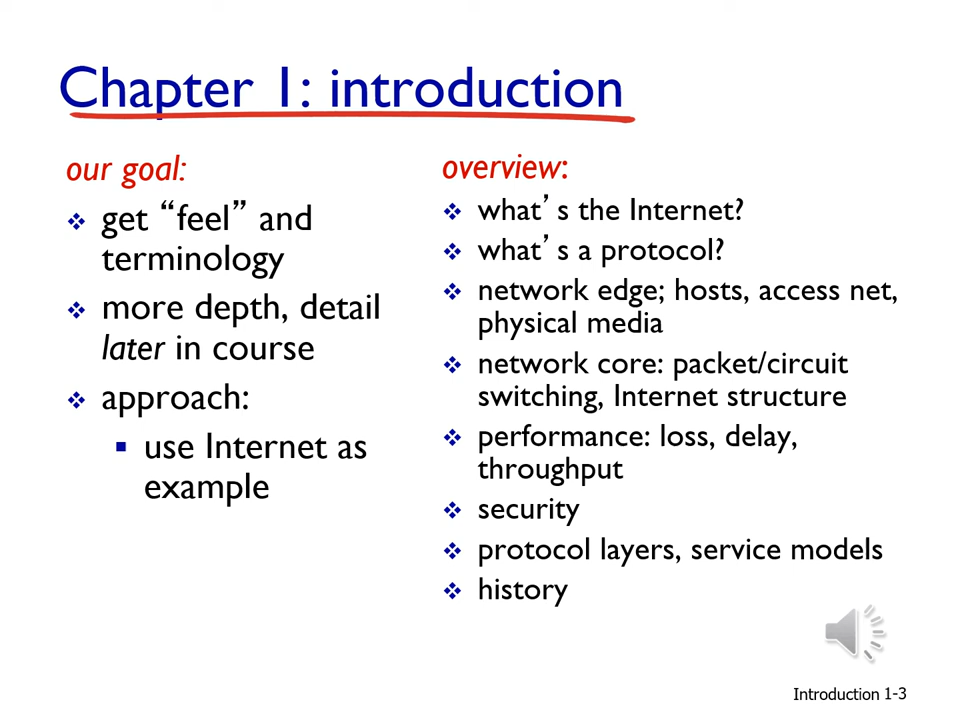 Chapter 1: introduction
our goal:
❖ get “feel” and
terminology
❖ more depth, detail
later in course
❖ approach:
▪ use Internet as
example
overview:
❖ what’s the Internet?
❖ what’s a protocol?
❖ network edge; hosts, access net,
physical media
❖ network core: packet/circuit
switching, Internet structure
❖ performance: loss, delay,
throughput
❖ security
❖ protocol layers, service models
❖ history
Introduction 1-3